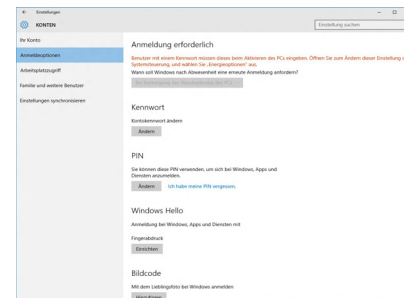 Einstellungen
KONTEN
Einstellung suchen
Ihr Konto
Anmeldeoptionen
Arbeitsplatzzugriff
Familie und weitere Benutzer
Einstellungen synchronisieren
Anmeldung erforderlich
Benutzer mit einem Kennwort müssen dieses beim Aktivieren des PCs eingeben. Öffnen Sie zum Ändern dieser Einstellung
Systemsteuerung, und wählen Sie „Energieoptionen" aus.
Wann soll Windows nach Abwesenheit eine erneute Anmeldung anfordern?
Kennwort
Kontokennwort ändern
Ändern
PIN
Sie können diese PIN verwenden, um sich bei Windows, Apps und
Diensten anzumelden.
Ändern
Ich habe meine PIN vergessen.
Windows Hello
Anmeldung bei Windows, Apps und Diensten mit
Fingerabdruck
Einrichten
Bildcode
Mit dem Lieblingsfoto bei Windows anmelden
Hinzufügen